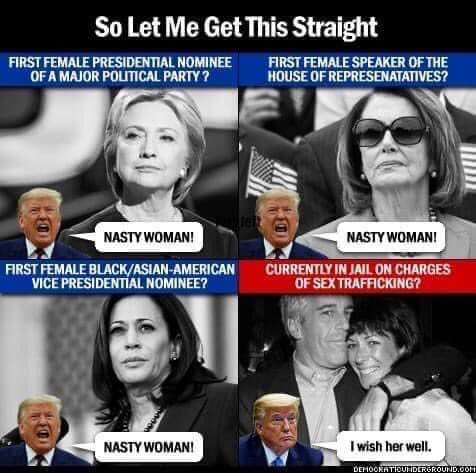 So Let Me Get This Straight
FIRST FEMALE PRESIDENTIAL NOMINEE
OF A MAJOR POLITICAL PARTY?
FIRST FEMALE SPEAKER OF THE
HOUSE OF REPRESENATATIVES?
NASTY WOMAN!
NASTY WOMAN!
FIRST FEMALE BLACK/ASIAN-AMERICAN
VICE PRESIDENTIAL NOMINEE?
CURRENTLY IN JAIL ON CHARGES
OF SEX TRAFFICKING?
NASTY WOMAN!
I wish her well.
DEMOCRATICUNDERGROUND.COM